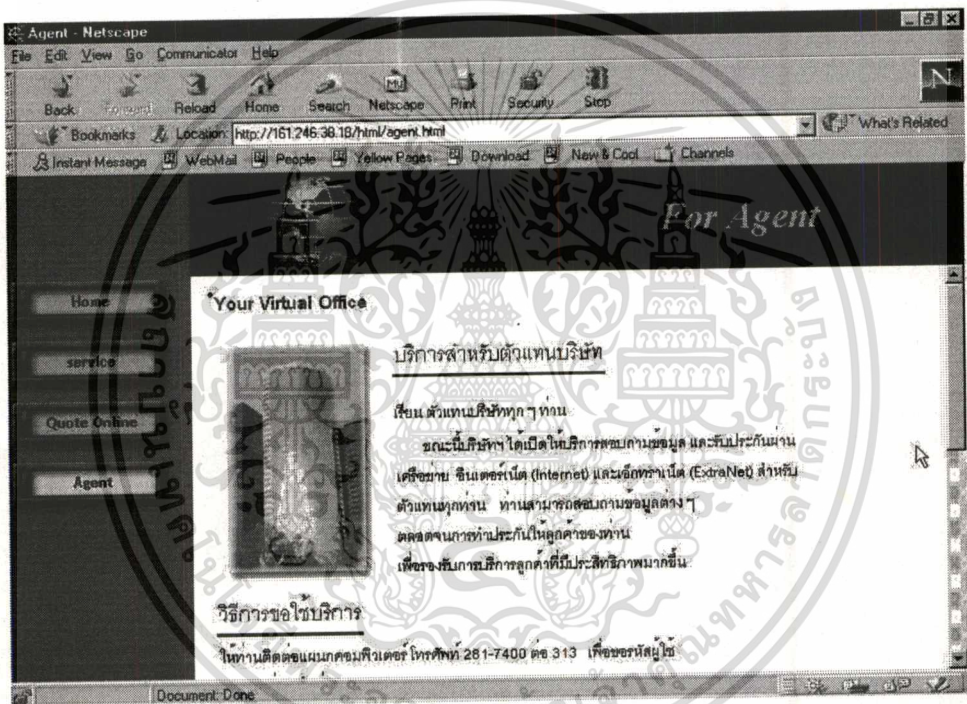 Agent - Netscape
File Edit View Go Communicator Help
Back Forward Reload Home Search Netscape Print Security Stop
Bookmarks Location: http://161.246.38.18/html/agent.html What's Related
Instant Message WebMail People Yellow Pages Download New & Cool Channels
For Agent
Home
service
Quote Online
Agent
Your Virtual Office
บริการสำหรับตัวแทนบริษัท
เรียน ตัวแทนบริษัททุก ๆ ท่าน
ขณะนี้บริษัทฯ ได้เปิดให้บริการสอบถามข้อมูล และรับประกันผ่าน
เครือข่าย อินเตอร์เน็ต (Internet) และเอ็กทราเน็ต (ExtraNet) สำหรับ
ตัวแทนทุกท่าน ท่านสามารถสอบถามข้อมูลต่าง ๆ
ตลอดจนการทำประกันให้ลูกค้าของท่าน
เพื่อรองรับการบริการลูกค้าที่มีประสิทธิภาพมากขึ้น
วิธีการขอใช้บริการ
ให้ท่านติดต่อแผนกคอมพิวเตอร์ โทรศัพท์ 281-7400 ต่อ 313 เพื่อขอรหัสผู้ใช้
Document: Done